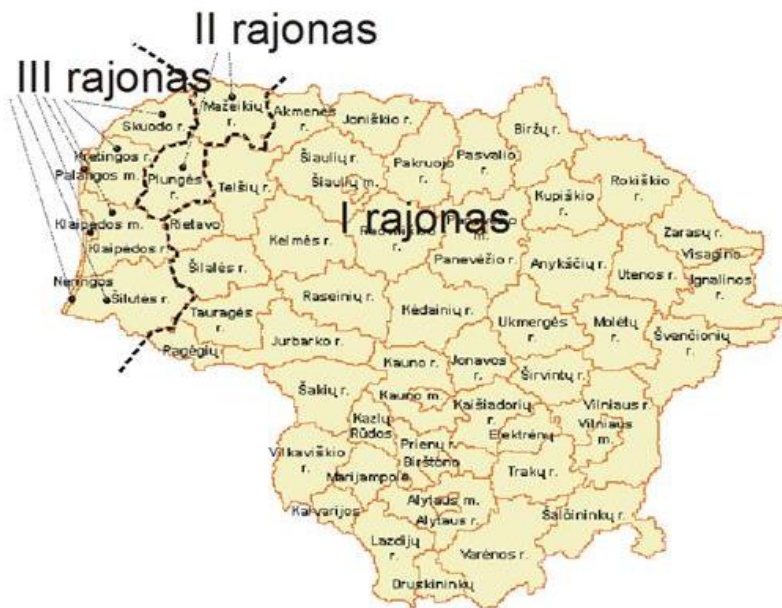 II rajonas
III rajonas
Mažeikių
r.
Akmenės
r.
Joniškio r.
Skuodo r.
Biržų r.
Pasvalio
r.
Kretingos r.
Šiaulių r.
Pakruojo
r.
Rokiškio
r.
Palangos m.
Plungės
r.
Telšių r.
Šiaulių m.
Kupiškio
r.
I rajonas
Klaipėdos m.
Rietavo
Zarasų r.
Kelmės r.
Visagino
Klaipėdos r.
Panevėžio r.
Anykščių r.
Utenos r.
Ignalinos
r.
Neringos
Šilalės r.
Šilutės r.
Raseinių r.
Kėdainių r.
Tauragės
r.
Ukmergės
r.
Molėtų
r.
Švenčionių
r.
Pagėgių
Jurbarko r.
Kauno r.
Jonavos
r.
Širvintų r.
Šakių r.
Kauno m.
Kaišiadorių
r.
Vilniaus r.
Kazlų
Rūdos
Elektrėnų
Vilniaus
m.
Vilkaviškio
r.
Prienų r.
Birštono
Marijampolė
Trakų r.
Kalvarijos
Alytaus m.
Alytaus r.
Šalčininkų r.
Lazdijų
r.
Varėnos r.
Druskininkų